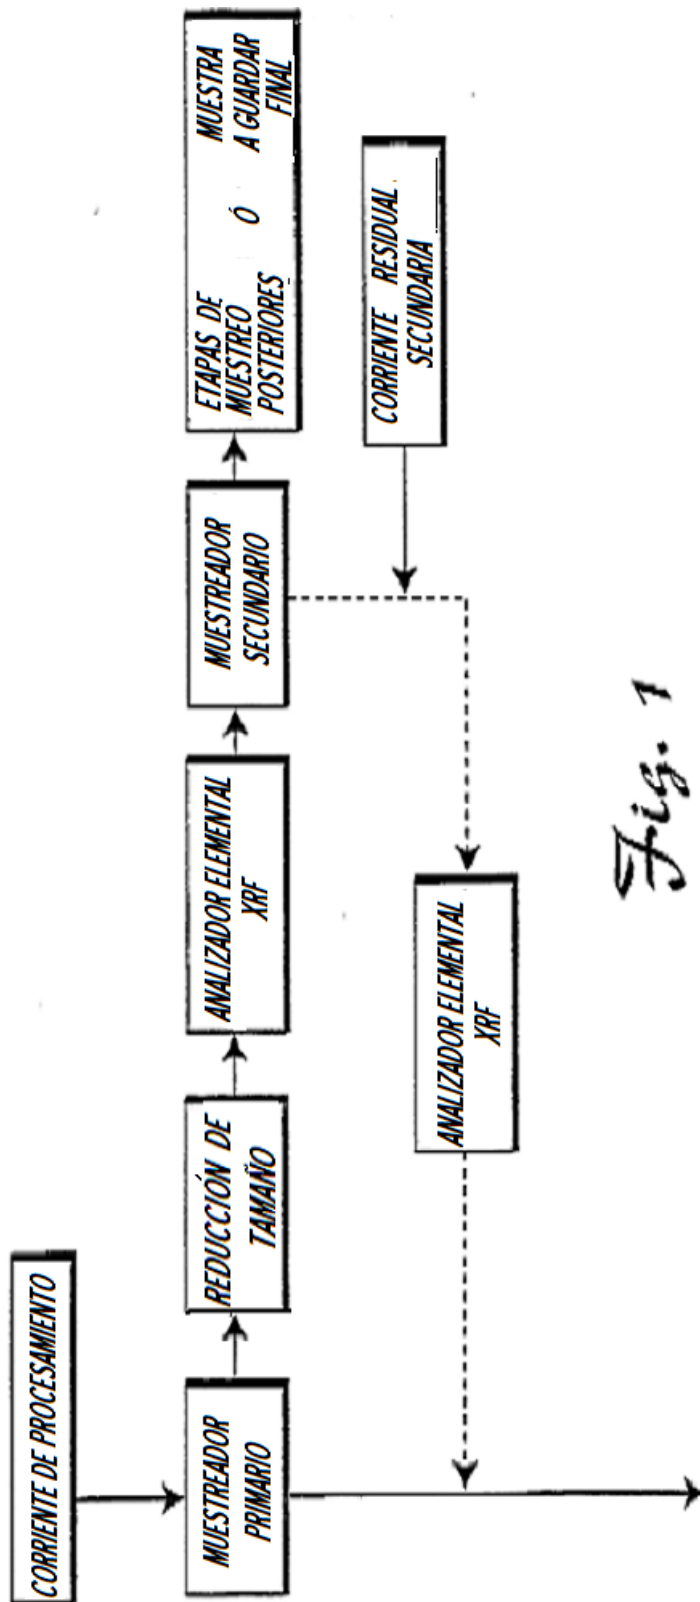 CORRIENTE DE PROCESAMIENTO
MUESTREADOR
PRIMARIO
REDUCCIÓN DE
TAMAÑO
ANALIZADOR ELEMENTAL
XRF
MUESTREADOR
SECUNDARIO
ETAPAS DE
MUESTREO
POSTERIORES
Ó
MUESTRA
A GUARDAR
FINAL
CORRIENTE RESIDUAL
SECUNDARIA
ANALIZADOR ELEMENTAL
XRF
Fig. 1